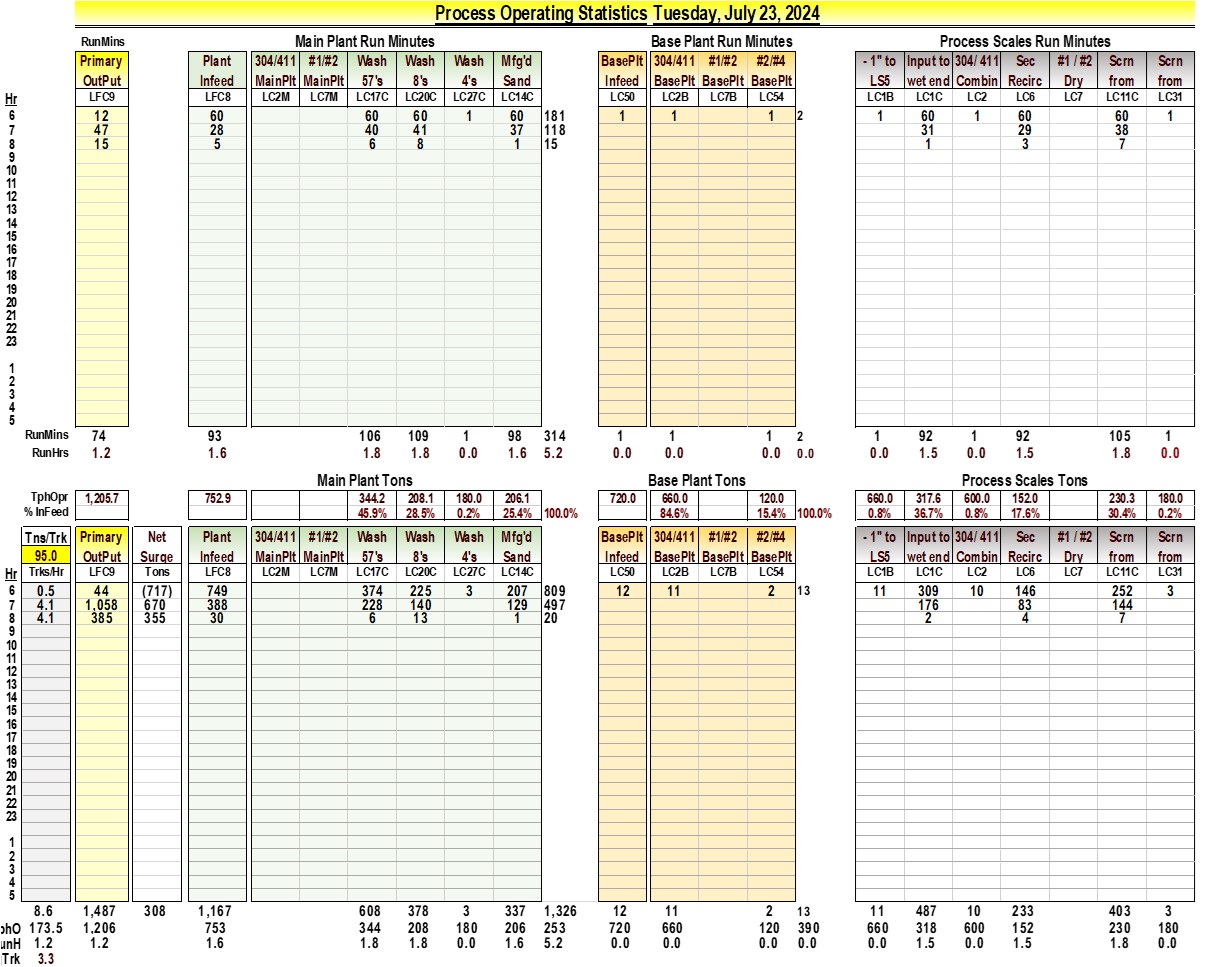 Process Operating Statistics Tuesday, July 23, 2024
RunMins Main Plant Run Minutes Base Plant Run Minutes Process Scales Run Minutes
Primary Plant 304/411 #1/#2 Wash Wash Wash Mfg'd BasePlt 304/411 #1/#2 #2/#4 - 1" to Input to 304/ 411 Sec #1 / #2 Scrn Scrn
OutPut Infeed MainPlt MainPlt 57's 8's 4's Sand Infeed BasePlt BasePlt BasePlt LS5 wet end Combin Recirc Dry from from
Hr LFC9 LFC8 LC2M LC7M LC17C LC20C LC27C LC14C LC50 LC2B LC7B LC54 LC1B LC1C LC2 LC6 LC7 LC11C LC31
6 12 60 60 60 1 60 181 1 1 1 2 1 60 1 60 60 1
7 47 28 40 41 37 118 31 29 38
8 15 5 6 8 1 15 1 3 7
9
10
11
12
13
14
15
16
17
18
19
20
21
22
23
1
2
3
4
5
RunMins 74 93 106 109 1 98 314 1 1 1 2 1 92 1 92 105 1
RunHrs 1.2 1.6 1.8 1.8 0.0 1.6 5.2 0.0 0.0 0.0 0.0 0.0 1.5 0.0 1.5 1.8 0.0
Main Plant Tons Base Plant Tons Process Scales Tons
TphOpr 1,205.7 752.9 344.2 208.1 180.0 206.1 720.0 660.0 120.0 660.0 317.6 600.0 152.0 230.3 180.0
% InFeed 45.9% 28.5% 0.2% 25.4% 100.0% 84.6% 15.4% 100.0% 0.8% 36.7% 0.8% 17.6% 30.4% 0.2%
Tns/Trk Primary Net Plant 304/411 #1/#2 Wash Wash Wash Mfg'd BasePlt 304/411 #1/#2 #2/#4 - 1" to Input to 304/ 411 Sec #1 / #2 Scrn Scrn
95.0 OutPut Surge Infeed MainPlt MainPlt 57's 8's 4's Sand Infeed BasePlt BasePlt BasePlt LS5 wet end Combin Recirc Dry from from
Hr Trks/Hr LFC9 Tons LFC8 LC2M LC7M LC17C LC20C LC27C LC14C LC50 LC2B LC7B LC54 LC1B LC1C LC2 LC6 LC7 LC11C LC31
6 0.5 44 (717) 749 374 225 3 207 809 12 11 2 13 11 309 10 146 252 3
7 4.1 1,058 670 388 228 140 129 497 176 83 144
8 4.1 385 355 30 6 13 1 20 2 4 7
9
10
11
12
13
14
15
16
17
18
19
20
21
22
23
1
2
3
4
5
8.6 1,487 308 1,167 608 378 3 337 1,326 12 11 2 13 11 487 10 233 403 3
phO 173.5 1,206 753 344 208 180 206 253 720 660 120 390 660 318 600 152 230 180
unH 1.2 1.2 1.6 1.8 1.8 0.0 1.6 5.2 0.0 0.0 0.0 0.0 0.0 1.5 0.0 1.5 1.8 0.0
Trk 3.3